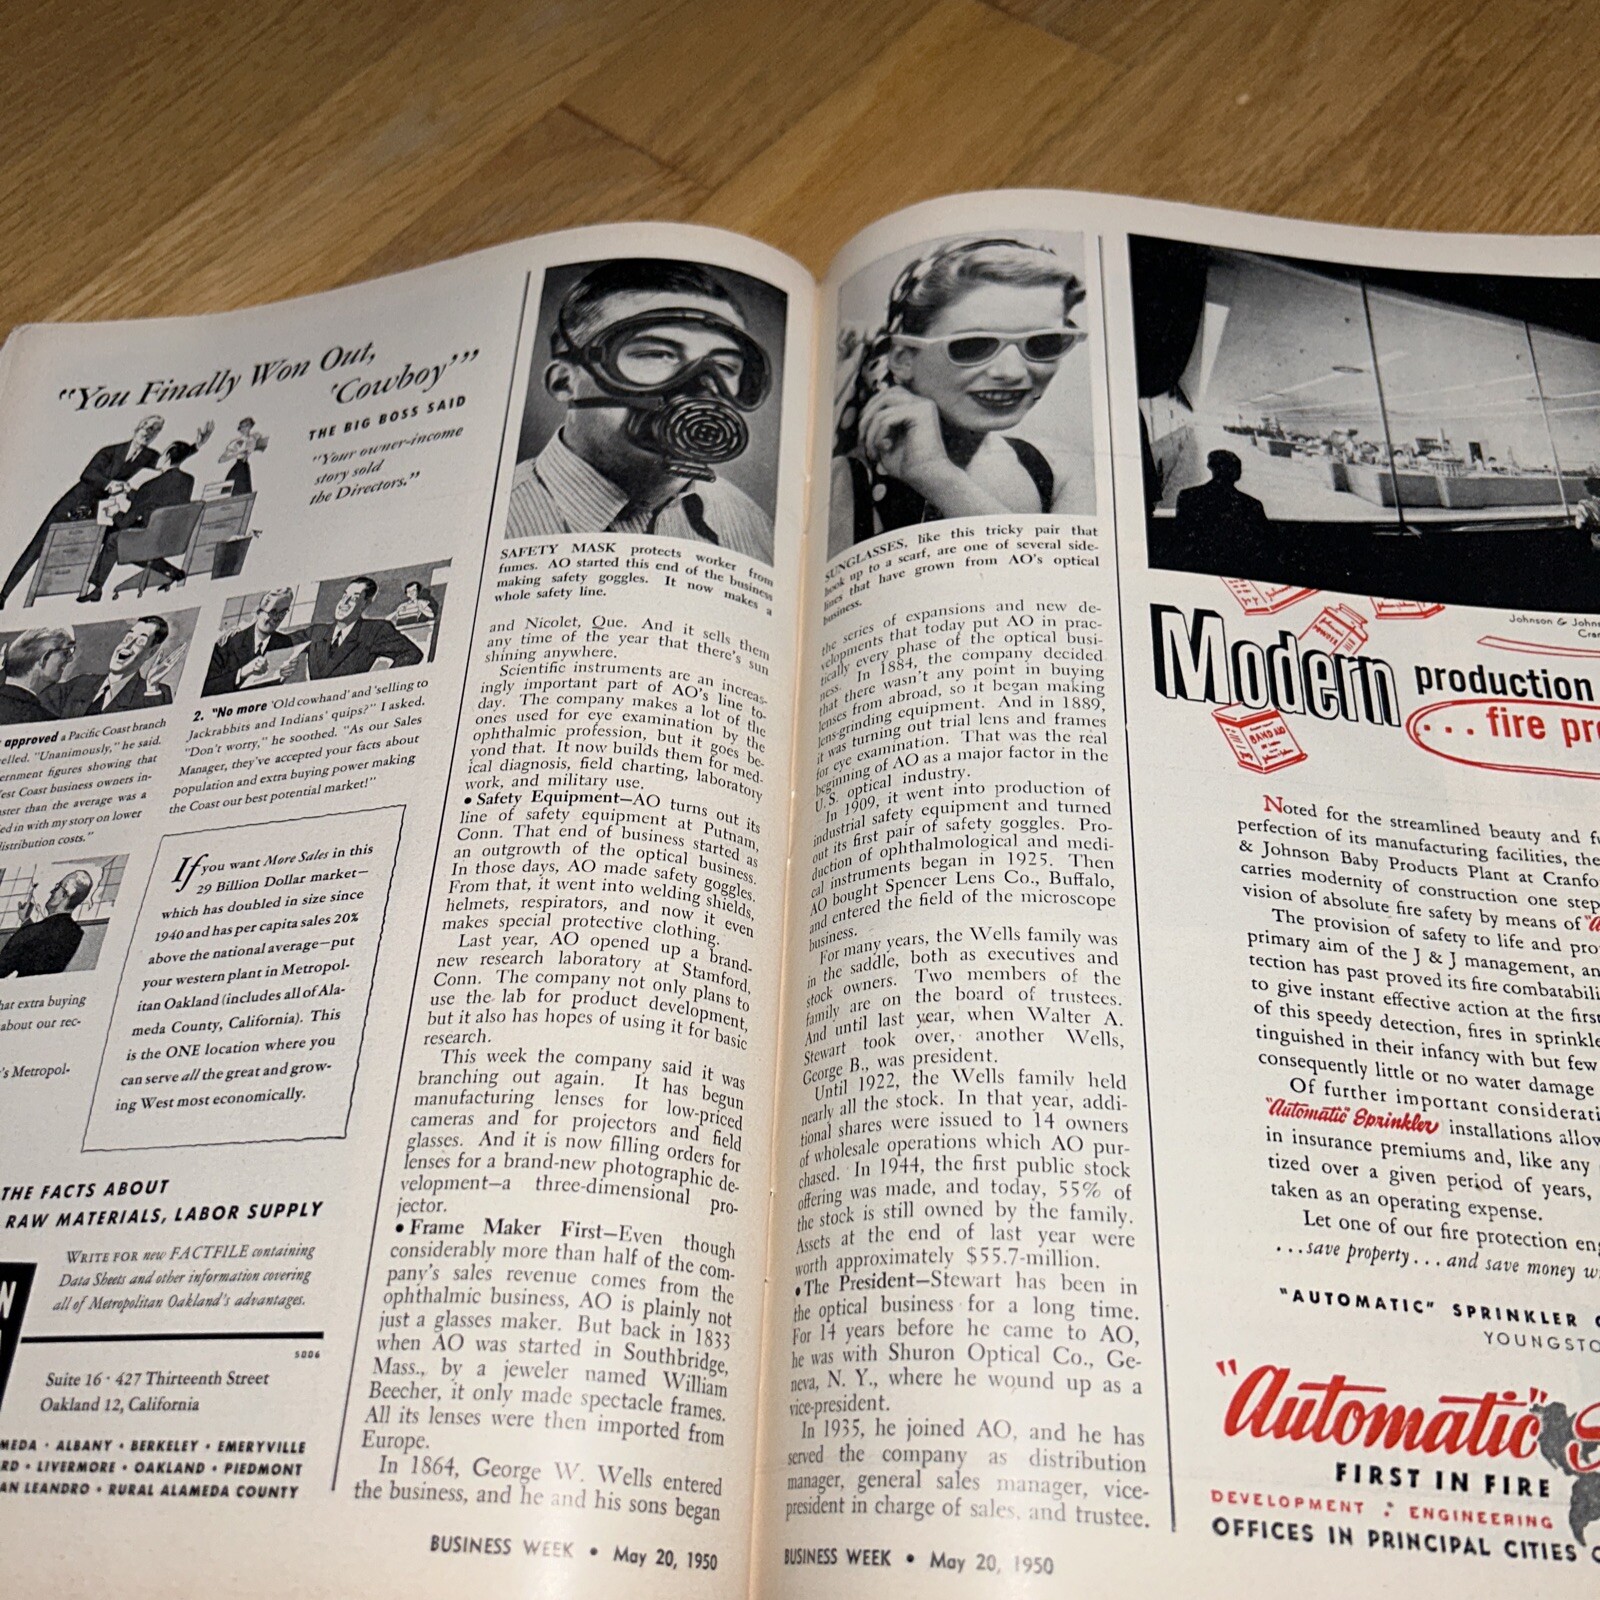 "You Finally Won Out,
'Cowboy'"
THE BIG BOSS SAID
"Your owner-income
story sold
the Directors."
approved a Pacific Coast branch
elled. "Unanimously," he said.
ernment figures showing that
est Coast business owners in-
aster than the average was a
ed in with my story on lower
distribution costs."
2. "No more 'Old cowhand' and 'selling to
Jackrabbits and Indians' quips?" I asked.
"Don't worry," he soothed. "As our Sales
Manager, they've accepted your facts about
population and extra buying power making
the Coast our best potential market!"
hat extra buying
about our rec-
's Metropol-
If you want More Sales in this
29 Billion Dollar market—
which has doubled in size since
1940 and has per capita sales 20%
above the national average—put
your western plant in Metropol-
itan Oakland (includes all of Ala-
meda County, California). This
is the ONE location where you
can serve all the great and grow-
ing West most economically.
THE FACTS ABOUT
RAW MATERIALS, LABOR SUPPLY
WRITE FOR new FACTFILE containing
Data Sheets and other information covering
all of Metropolitan Oakland's advantages.
5006
Suite 16 · 427 Thirteenth Street
Oakland 12, California
MEDA • ALBANY • BERKELEY • EMERYVILLE
RD • LIVERMORE • OAKLAND • PIEDMONT
AN LEANDRO • RURAL ALAMEDA COUNTY
SAFETY MASK protects worker from
fumes. AO started this end of the business
making safety goggles. It now makes a
whole safety line.
and Nicolet, Que. And it sells them
any time of the year that there's sun
shining anywhere.
Scientific instruments are an increas-
ingly important part of AO's line to-
day. The company makes a lot of the
ones used for eye examination by the
ophthalmic profession, but it goes be-
yond that. It now builds them for med-
ical diagnosis, field charting, laboratory
work, and military use.
• Safety Equipment—AO turns out its
line of safety equipment at Putnam,
Conn. That end of business started as
an outgrowth of the optical business.
In those days, AO made safety goggles.
From that, it went into welding shields,
helmets, respirators, and now it even
makes special protective clothing.
Last year, AO opened up a brand-
new research laboratory at Stamford,
Conn. The company not only plans to
use the lab for product development,
but it also has hopes of using it for basic
research.
This week the company said it was
branching out again. It has begun
manufacturing lenses for low-priced
cameras and for projectors and field
glasses. And it is now filling orders for
lenses for a brand-new photographic de-
velopment—a three-dimensional pro-
jector.
• Frame Maker First—Even though
considerably more than half of the com-
pany's sales revenue comes from the
ophthalmic business, AO is plainly not
just a glasses maker. But back in 1833
when AO was started in Southbridge,
Mass., by a jeweler named William
Beecher, it only made spectacle frames.
All its lenses were then imported from
Europe.
In 1864, George W. Wells entered
the business, and he and his sons began
BUSINESS WEEK • May 20, 1950
SUNGLASSES, like this tricky pair that
hook up to a scarf, are one of several side-
lines that have grown from AO's optical
business.
the series of expansions and new de-
velopments that today put AO in prac-
tically every phase of the optical busi-
ness. In 1884, the company decided
that there wasn't any point in buying
lenses from abroad, so it began making
lens-grinding equipment. And in 1889,
it was turning out trial lens and frames
for eye examination. That was the real
beginning of AO as a major factor in the
U.S. optical industry.
In 1909, it went into production of
industrial safety equipment and turned
out its first pair of safety goggles. Pro-
duction of ophthalmological and medi-
cal instruments began in 1925. Then
AO bought Spencer Lens Co., Buffalo,
and entered the field of the microscope
business.
For many years, the Wells family was
in the saddle, both as executives and
stock owners. Two members of the
family are on the board of trustees.
And until last year, when Walter A.
Stewart took over, another Wells,
George B., was president.
Until 1922, the Wells family held
nearly all the stock. In that year, addi-
tional shares were issued to 14 owners
of wholesale operations which AO pur-
chased. In 1944, the first public stock
offering was made, and today, 55% of
the stock is still owned by the family.
Assets at the end of last year were
worth approximately $55.7-million.
• The President—Stewart has been in
the optical business for a long time.
For 14 years before he came to AO,
he was with Shuron Optical Co., Ge-
neva, N. Y., where he wound up as a
vice-president.
In 1935, he joined AO, and he has
served the company as distribution
manager, general sales manager, vice-
president in charge of sales, and trustee.
BUSINESS WEEK • May 20, 1950
Johnson & John
Cra
POWDER
BAND-AID
Modern production
... fire pr
Noted for the streamlined beauty and f
perfection of its manufacturing facilities, the
& Johnson Baby Products Plant at Cranfo
carries modernity of construction one step
vision of absolute fire safety by means of "A
The provision of safety to life and pro
primary aim of the J & J management, an
tection has past proved its fire combatabili
to give instant effective action at the first
of this speedy detection, fires in sprinkle
tinguished in their infancy with but few
consequently little or no water damage
Of further important considerati
"Automatic" Sprinkler installations allow
in insurance premiums and, like any
tized over a given period of years,
taken as an operating expense.
Let one of our fire protection en
...save property...and save money w
"AUTOMATIC" SPRINKLER C
YOUNGSTO
"Automatic" S
FIRST IN FIRE
DEVELOPMENT : ENGINEERING
OFFICES IN PRINCIPAL CITIES O